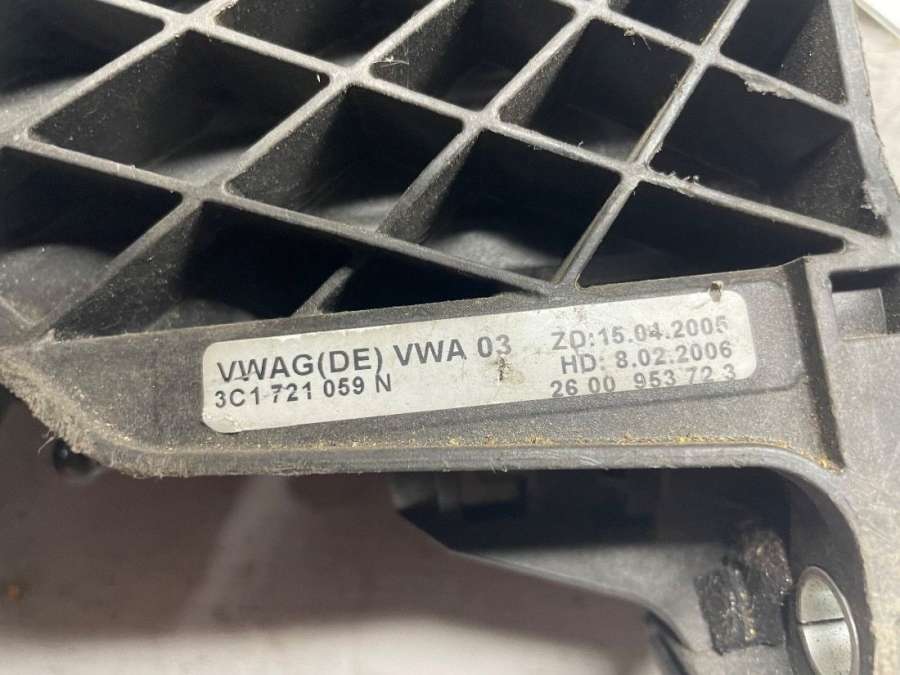 VWAG(DE) VWA 03
3C1 721 059 N
ZD:15.04.2005
HD: 8.02.2006
26 00 953 72 3